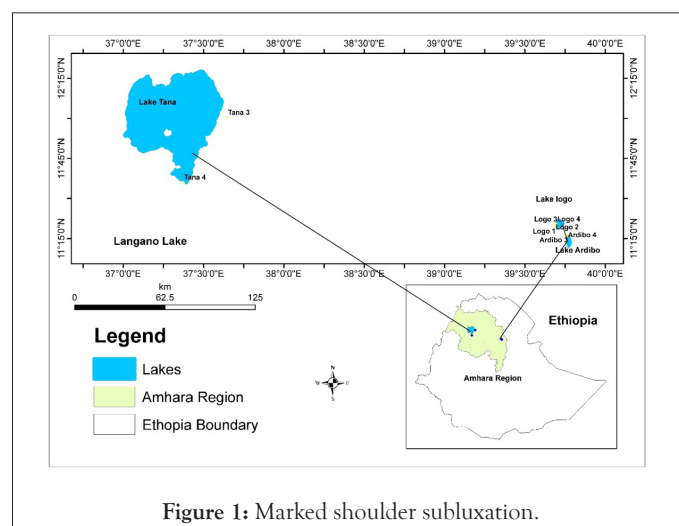 37°0'0"E 37°30'0"E 38°0'0"E 38°30'0"E 39°0'0"E 39°30'0"E 40°0'0"E
12°15'0"N 12°15'0"N
Lake Tana
Tana 3
11°45'0"N 11°45'0"N
Tana 4
Lake logo
Logo 3 Logo 4
Logo 1 Logo 2
Ardibo 4
Ardibo 3
Lake Ardibo
11°15'0"N 11°15'0"N
Langano Lake
37°0'0"E 37°30'0"E 38°0'0"E 38°30'0"E 39°0'0"E 39°30'0"E 40°0'0"E
km
0 62.5 125
Legend
Lakes
Amhara Region
Ethopia Boundary
N
W E
S
Ethiopia
Amhara Region
Figure 1: Marked shoulder subluxation.